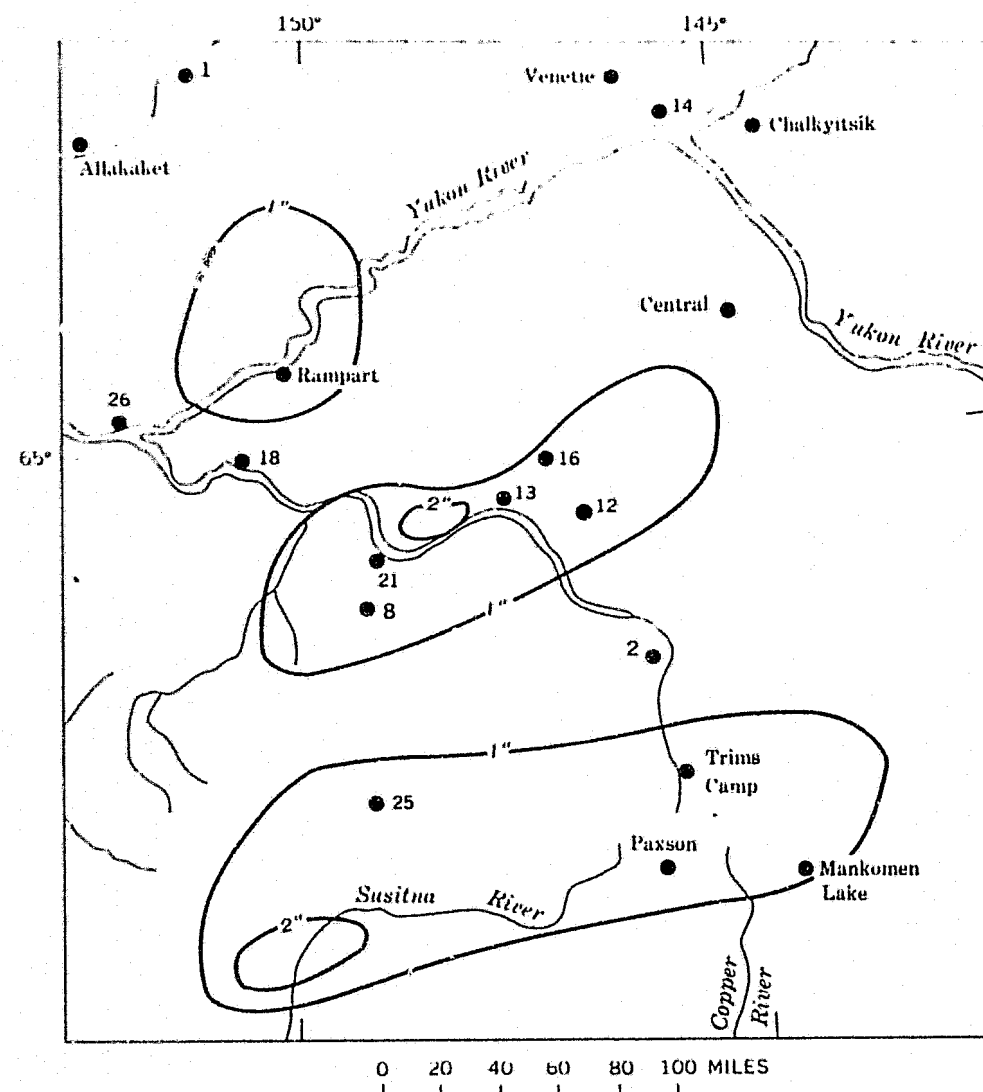 150° 145°
1
Venetie
14
Chalkyitsik
Allakaket
Yukon River
1"
Central
Yukon River
Rampart
26
65°
18
16
2"
13
12
21
8
1"
2
1"
Trims
Camp
25
Paxson
Mankomen
Lake
Susitna River
2"
Copper
River
0 20 40 60 80 100 MILES